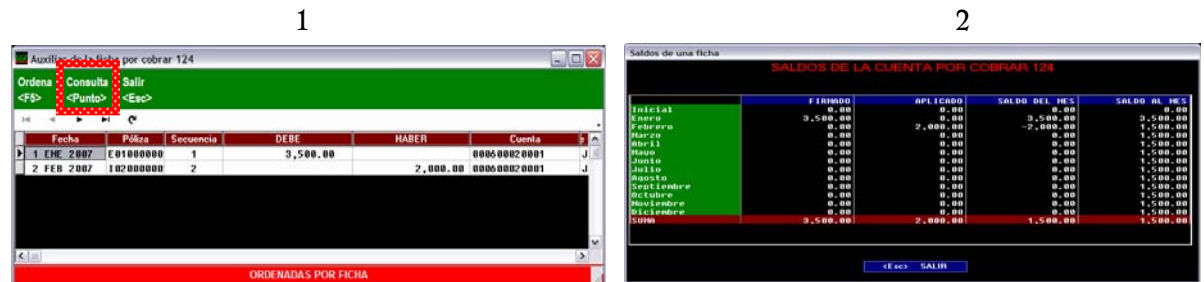 1
2
Auxiliar de la ficha por cobrar 124
Ordena Consulta Salir
<F5> <Punto> <Esc>
Fecha Póliza Secuencia DEBE HABER Cuenta
1 ENE 2007 E01000000 1 3,500.00 000600020001 J
2 FEB 2007 I02000000 2 2,000.00 000600020001 J
ORDENADAS POR FICHA
Saldos de una ficha
SALDOS DE LA CUENTA POR COBRAR 124
FIRMADO APLICADO SALDO DEL MES SALDO AL MES
Inicial 0.00 0.00 0.00 0.00
Enero 3,500.00 0.00 3,500.00 3,500.00
Febrero 0.00 2,000.00 -2,000.00 1,500.00
Marzo 0.00 0.00 0.00 1,500.00
Abril 0.00 0.00 0.00 1,500.00
Mayo 0.00 0.00 0.00 1,500.00
Junio 0.00 0.00 0.00 1,500.00
Julio 0.00 0.00 0.00 1,500.00
Agosto 0.00 0.00 0.00 1,500.00
Septiembre 0.00 0.00 0.00 1,500.00
Octubre 0.00 0.00 0.00 1,500.00
Noviembre 0.00 0.00 0.00 1,500.00
Diciembre 0.00 0.00 0.00 1,500.00
SUMA 3,500.00 2,000.00 1,500.00 1,500.00
<Esc> SALIR